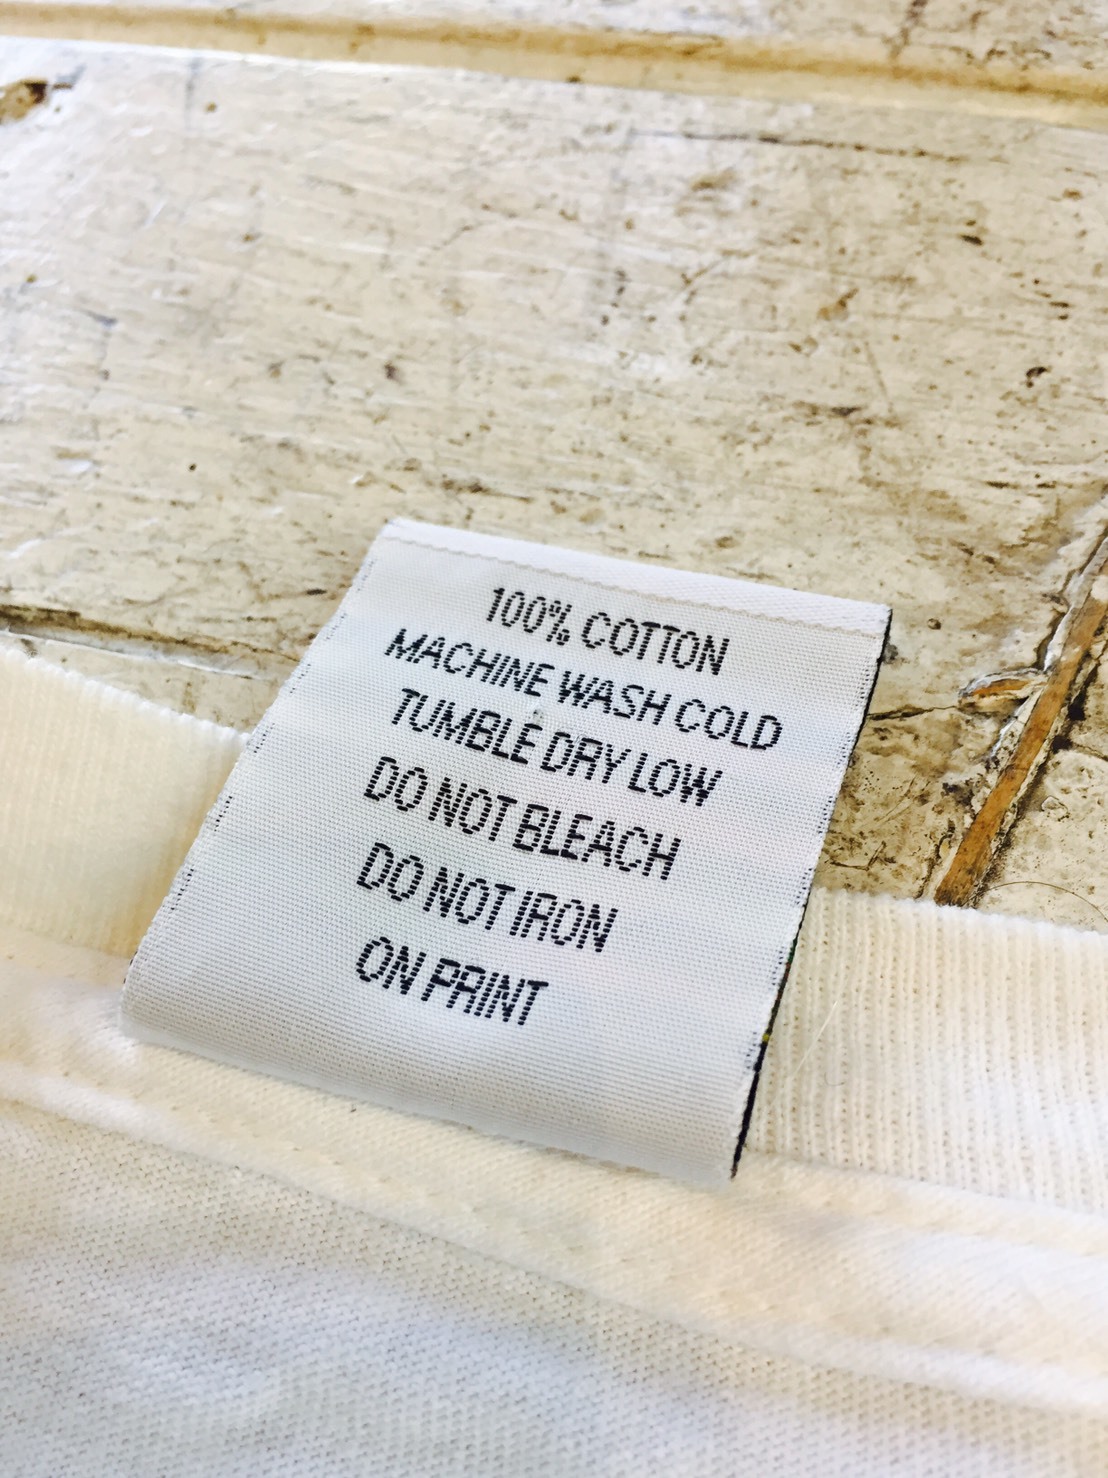 100% COTTON
MACHINE WASH COLD
TUMBLE DRY LOW
DO NOT BLEACH
DO NOT IRON
ON PRINT